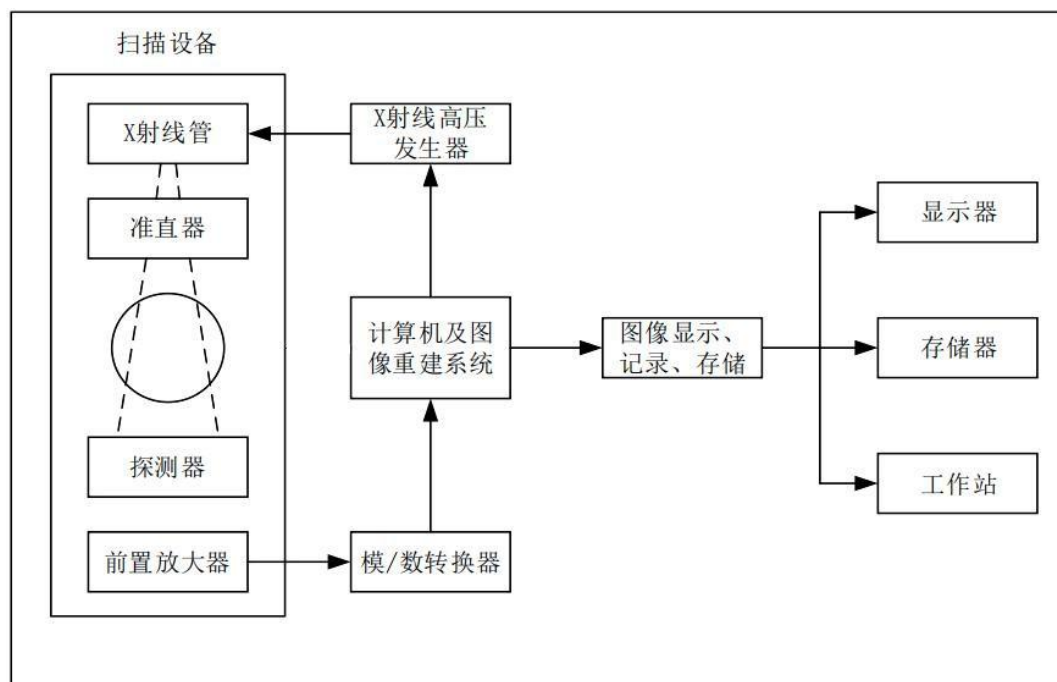 扫描设备
X射线管
准直器
探测器
前置放大器
X射线高压
发生器
计算机及图
像重建系统
模/数转换器
图像显示、
记录、存储
显示器
存储器
工作站